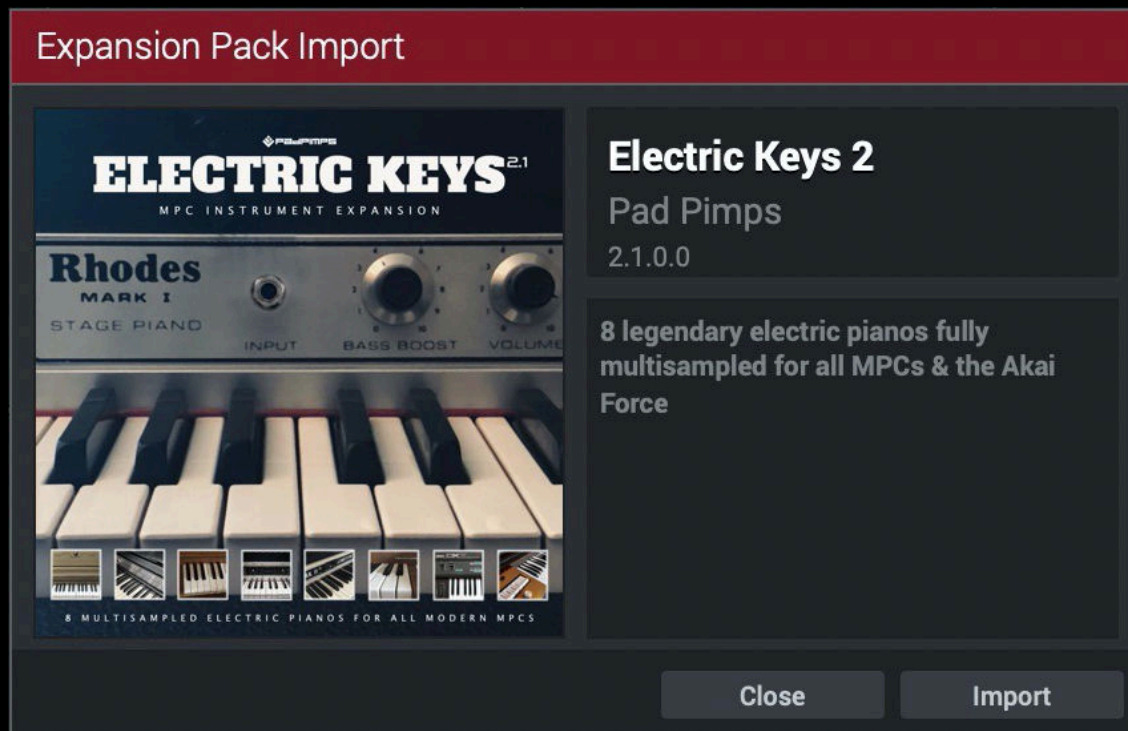 Expansion Pack Import
PADPIMPS
ELECTRIC KEYS 2.1
MPC INSTRUMENT EXPANSION
Rhodes
MARK I
STAGE PIANO
INPUT
BASS BOOST
VOLUME
8 MULTISAMPLED ELECTRIC PIANOS FOR ALL MODERN MPCS
Electric Keys 2
Pad Pimps
2.1.0.0
8 legendary electric pianos fully
multisampled for all MPCs & the Akai
Force
Close
Import